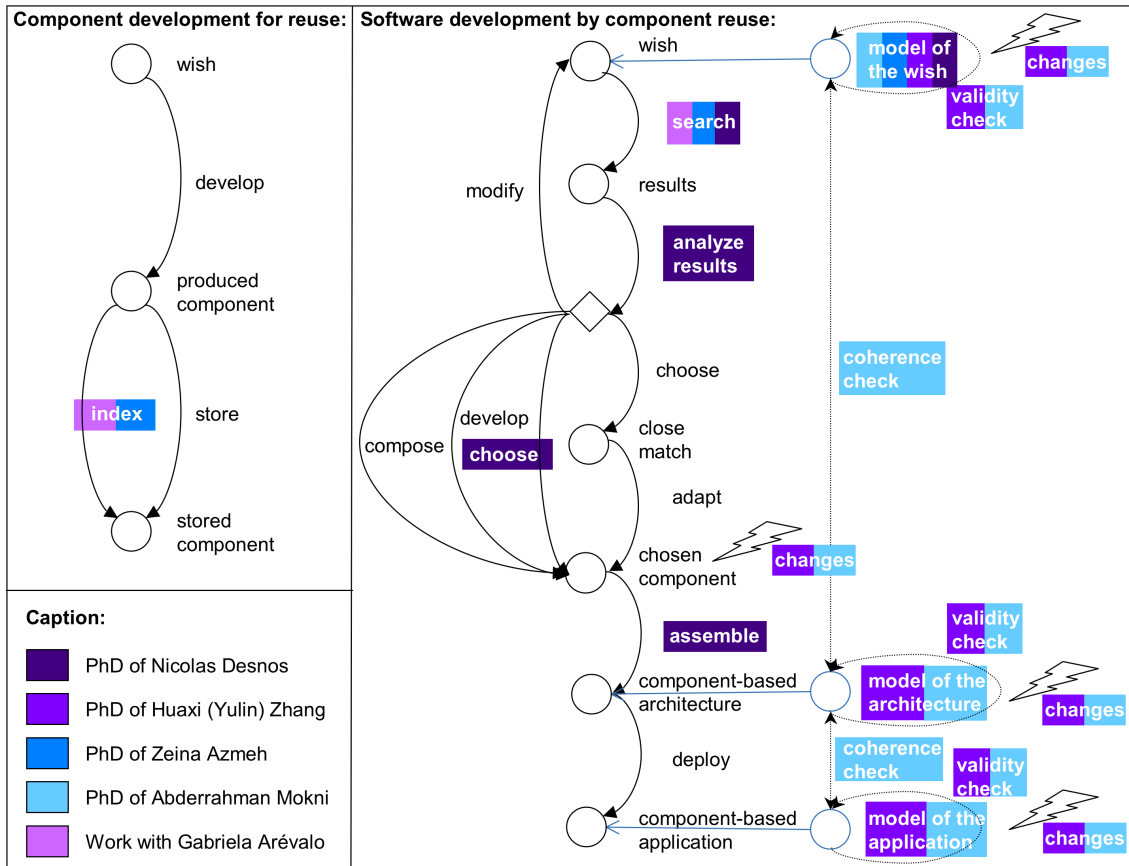 Component development for reuse:
wish
develop
produced
component
index
store
stored
component
Caption:
PhD of Nicolas Desnos
PhD of Huaxi (Yulin) Zhang
PhD of Zeina Azmeh
PhD of Abderrahman Mokni
Work with Gabriela Arévalo
Software development by component reuse:
wish
model of
the wish
changes
validity
check
search
modify
results
analyze
results
coherence
check
choose
develop
compose
choose
close
match
adapt
chosen
component
changes
assemble
validity
check
component-based
architecture
model of the
architecture
changes
deploy
coherence
check
validity
check
component-based
application
model of the
application
changes